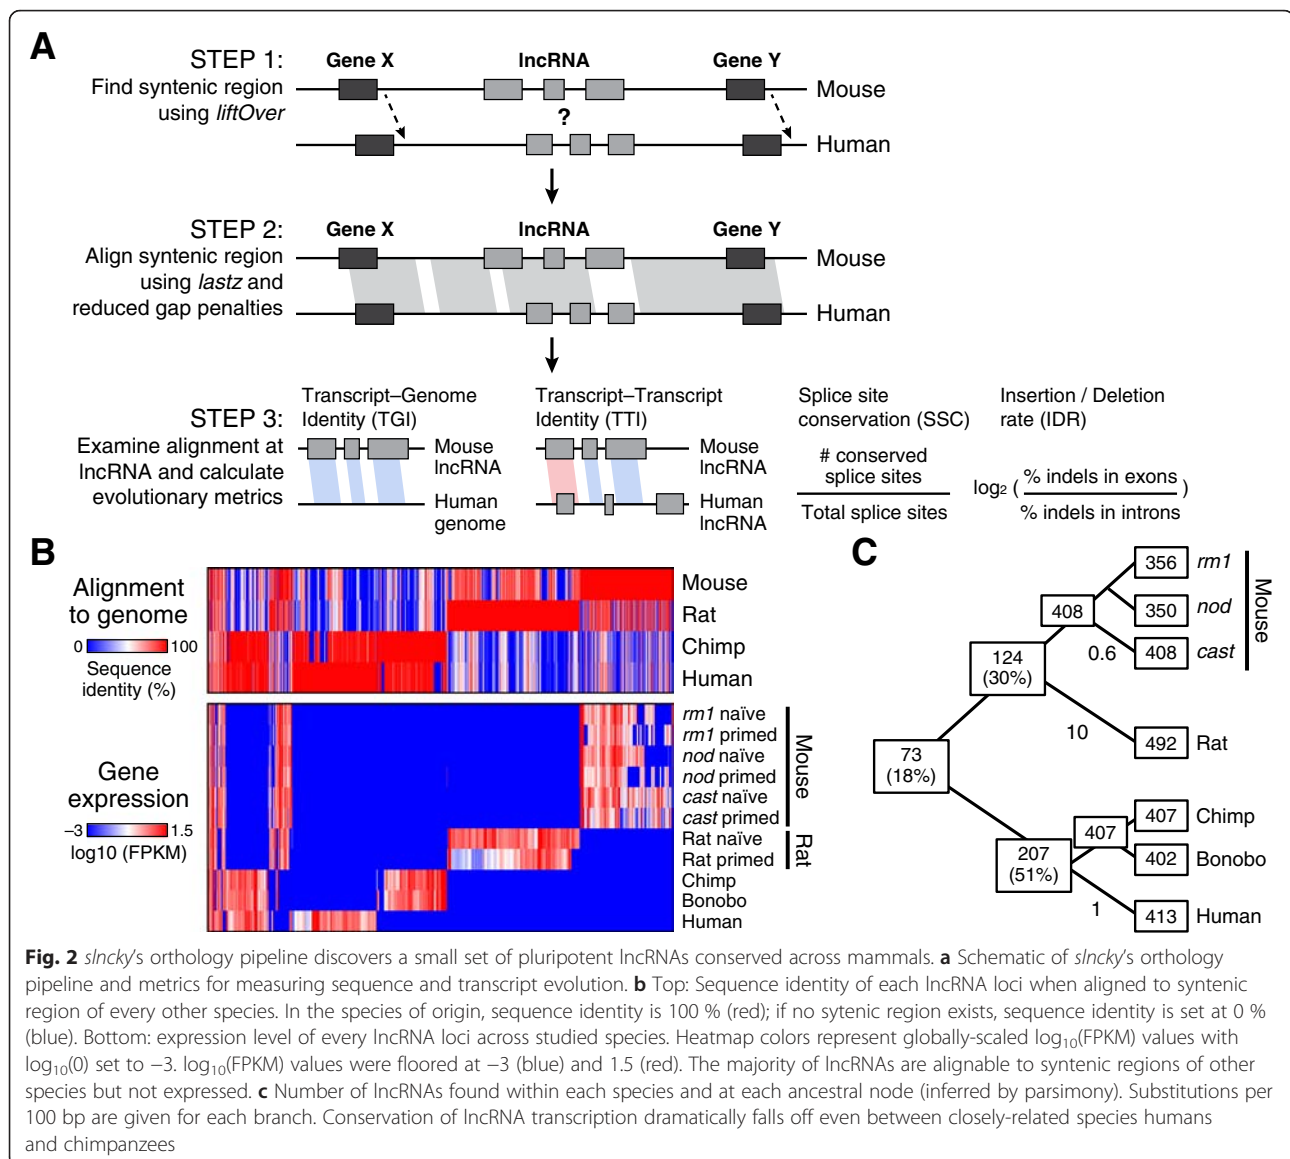 A
STEP 1:
Find syntenic region
using liftOver
Gene X
lncRNA
Gene Y
Mouse
?
Human
STEP 2:
Align syntenic region
using lastz and
reduced gap penalties
Gene X
lncRNA
Gene Y
Mouse
Human
STEP 3:
Examine alignment at
lncRNA and calculate
evolutionary metrics
Transcript–Genome
Identity (TGI)
Mouse
lncRNA
Human
genome
Transcript–Transcript
Identity (TTI)
Mouse
lncRNA
Human
lncRNA
Splice site
conservation (SSC)
# conserved
splice sites
Total splice sites
Insertion / Deletion
rate (IDR)
log2 ( % indels in exons )
% indels in introns
B
Alignment
to genome
0 100
Sequence
identity (%)
Mouse
Rat
Chimp
Human
Gene
expression
–3 1.5
log10 (FPKM)
rm1 naïve
rm1 primed
nod naïve
nod primed
cast naïve
cast primed
Mouse
Rat naïve
Rat primed
Rat
Chimp
Bonobo
Human
C
356 rm1
350 nod
408 cast
Mouse
408
0.6
124
(30%)
10
492 Rat
73
(18%)
407 Chimp
407
402 Bonobo
207
(51%)
1
413 Human
Fig. 2 slncky's orthology pipeline discovers a small set of pluripotent lncRNAs conserved across mammals. a Schematic of slncky's orthology
pipeline and metrics for measuring sequence and transcript evolution. b Top: Sequence identity of each lncRNA loci when aligned to syntenic
region of every other species. In the species of origin, sequence identity is 100 % (red); if no sytenic region exists, sequence identity is set at 0 %
(blue). Bottom: expression level of every lncRNA loci across studied species. Heatmap colors represent globally-scaled log10(FPKM) values with
log10(0) set to −3. log10(FPKM) values were floored at −3 (blue) and 1.5 (red). The majority of lncRNAs are alignable to syntenic regions of other
species but not expressed. c Number of lncRNAs found within each species and at each ancestral node (inferred by parsimony). Substitutions per
100 bp are given for each branch. Conservation of lncRNA transcription dramatically falls off even between closely-related species humans
and chimpanzees